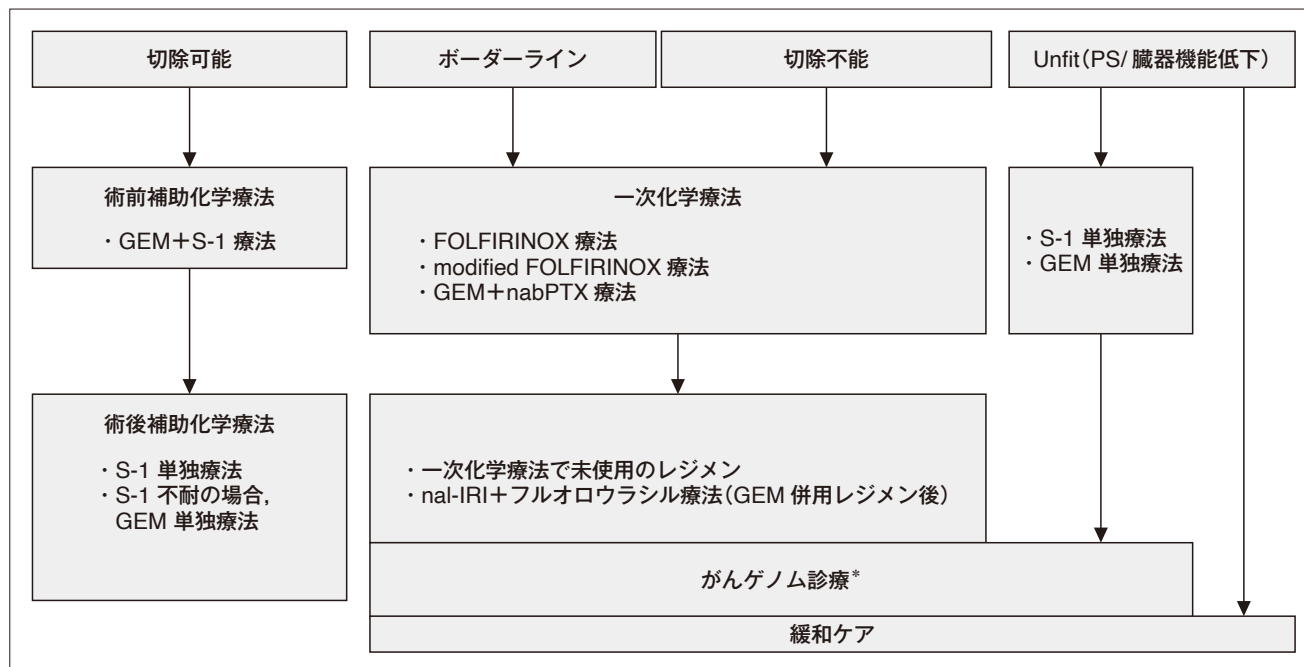 切除可能
ボーダーライン
切除不能
Unfit(PS/臓器機能低下)
術前補助化学療法
・GEM＋S-1 療法
一次化学療法
・FOLFIRINOX 療法
・modified FOLFIRINOX 療法
・GEM＋nabPTX 療法
・S-1 単独療法
・GEM 単独療法
術後補助化学療法
・S-1 単独療法
・S-1 不耐の場合,
GEM 単独療法
・一次化学療法で未使用のレジメン
・nal-IRI＋フルオロウラシル療法(GEM 併用レジメン後)
がんゲノム診療*
緩和ケア